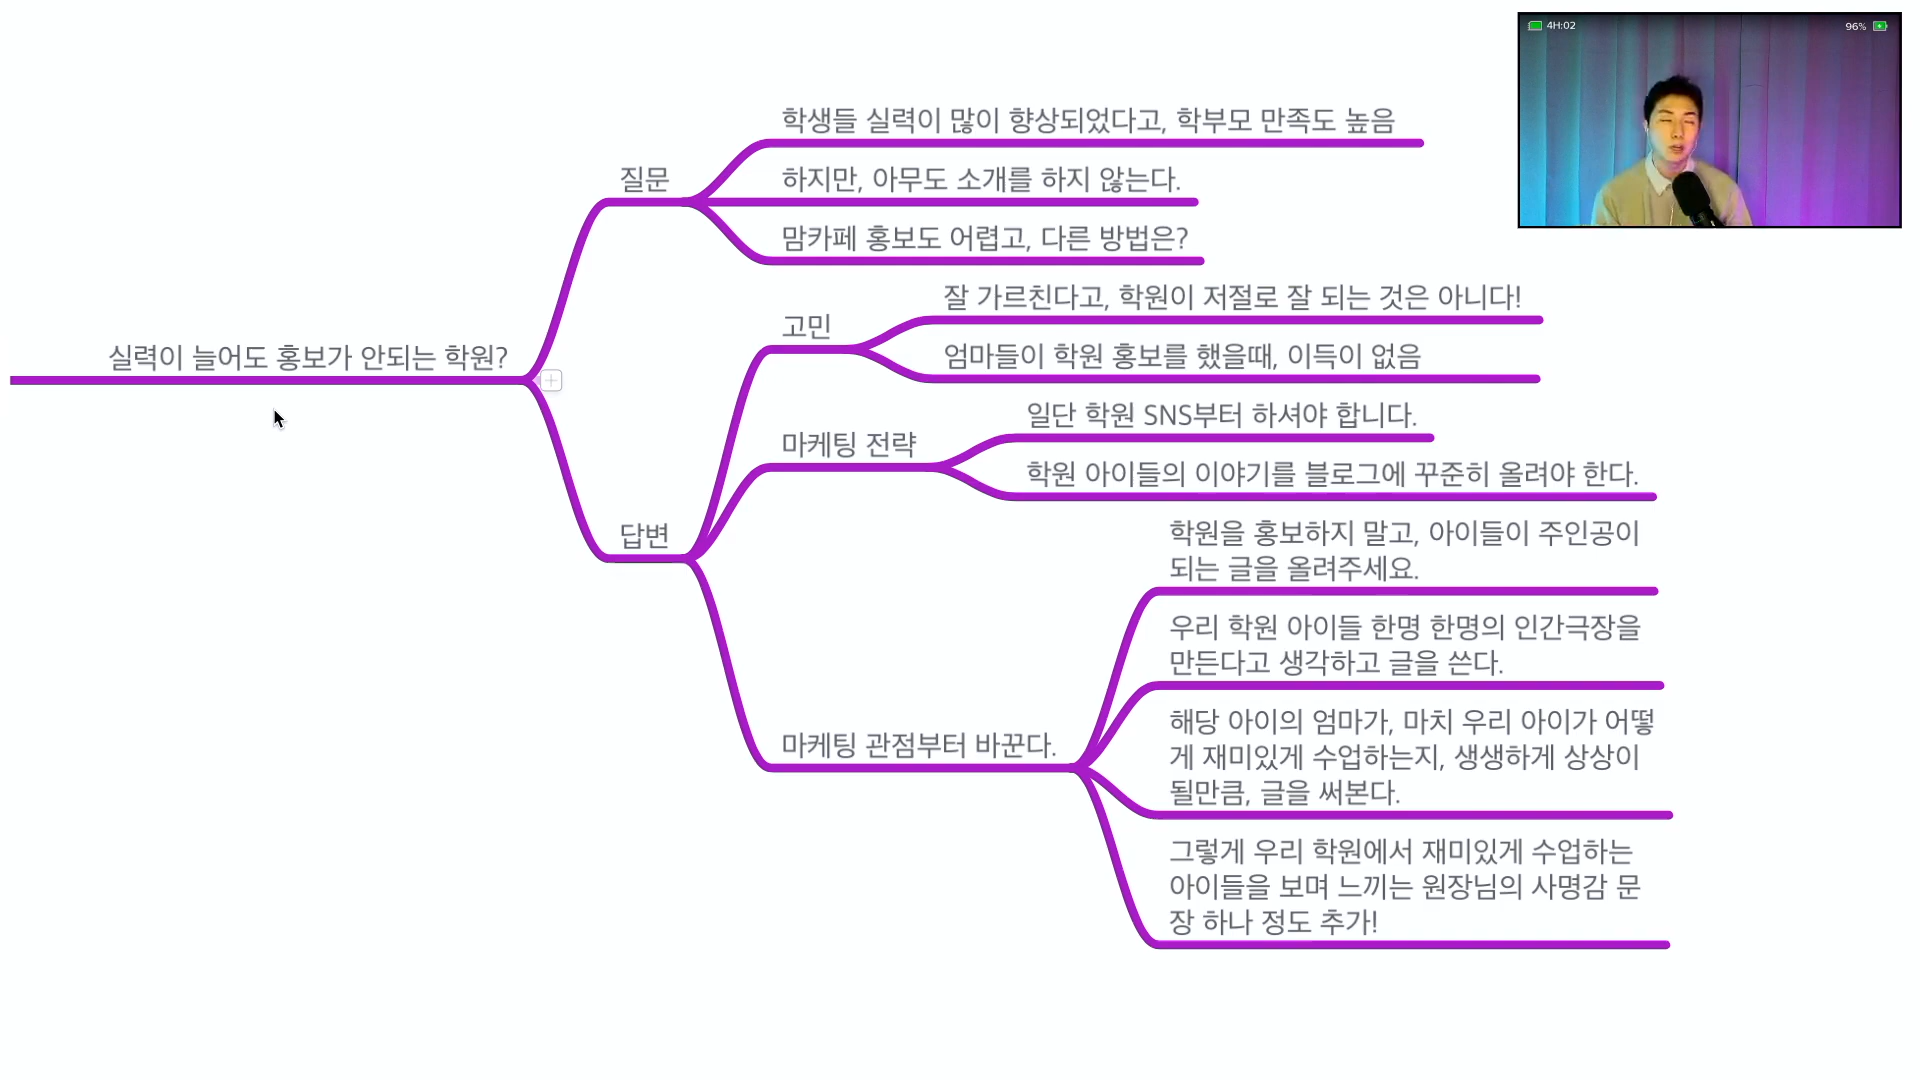 4H:02
96%
학생들 실력이 많이 향상되었다고, 학부모 만족도 높음
질문
하지만, 아무도 소개를 하지 않는다.
맘카페 홍보도 어렵고, 다른 방법은?
잘 가르친다고, 학원이 저절로 잘 되는 것은 아니다!
고민
엄마들이 학원 홍보를 했을때, 이득이 없음
실력이 늘어도 홍보가 안되는 학원?
일단 학원 SNS부터 하셔야 합니다.
마케팅 전략
학원 아이들의 이야기를 블로그에 꾸준히 올려야 한다.
답변
학원을 홍보하지 말고, 아이들이 주인공이
되는 글을 올려주세요.
우리 학원 아이들 한명 한명의 인간극장을
만든다고 생각하고 글을 쓴다.
마케팅 관점부터 바꾼다.
해당 아이의 엄마가, 마치 우리 아이가 어떻
게 재미있게 수업하는지, 생생하게 상상이
될만큼, 글을 써본다.
그렇게 우리 학원에서 재미있게 수업하는
아이들을 보며 느끼는 원장님의 사명감 문
장 하나 정도 추가!